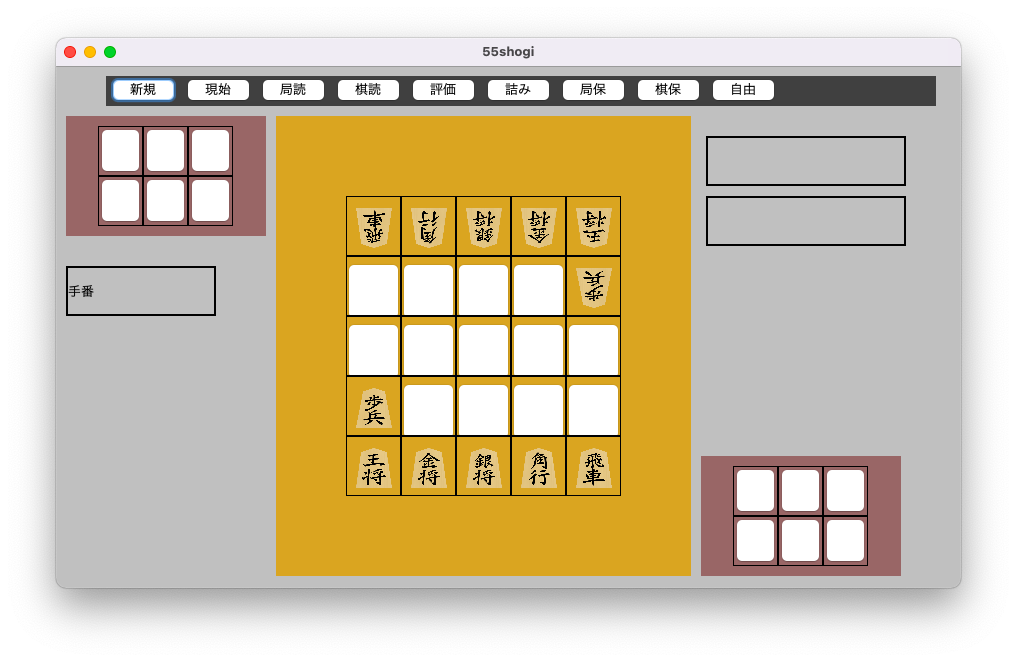 55shogi
新規 現始 局読 棋読 評価 詰み 局保 棋保 自由
手番
飛車 角行 銀将 金将 王将
歩兵
歩兵
王将 金将 銀将 角行 飛車